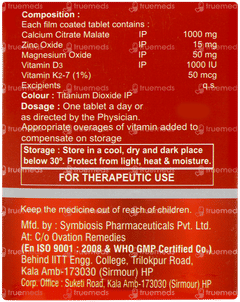 Composition :
Each film coated tablet contains :
Calcium Citrate Malate IP 1000 mg
Zinc Oxide IP 15 mg
Magnesium Oxide IP 50 mg
Vitamin D3 IP 1000 IU
Vitamin K2-7 (1%) 50 mcg
Excipients q.s.
Colour : Titanium Dioxide IP
Dosage : One tablet a day or
as directed by the Physician.
Appropriate overages of vitamin added to
compensate on storage
Storage : Store in a cool, dry and dark place
below 30º. Protect from light, heat & moisture.
FOR THERAPEUTIC USE
Keep the medicine out of reach of children.
Mfd. by : Symbiosis Pharmaceuticals Pvt. Ltd.
At: C/o Ovation Remedies
(En ISO 9001 : 2008 & WHO GMP Certified Co.)
Behind IITT Engg. College, Trilokpur Road,
Kala Amb-173030 (Sirmour) HP
Corp. Office : Suketi Road, Kala Amb-173030 (Sirmour) HP